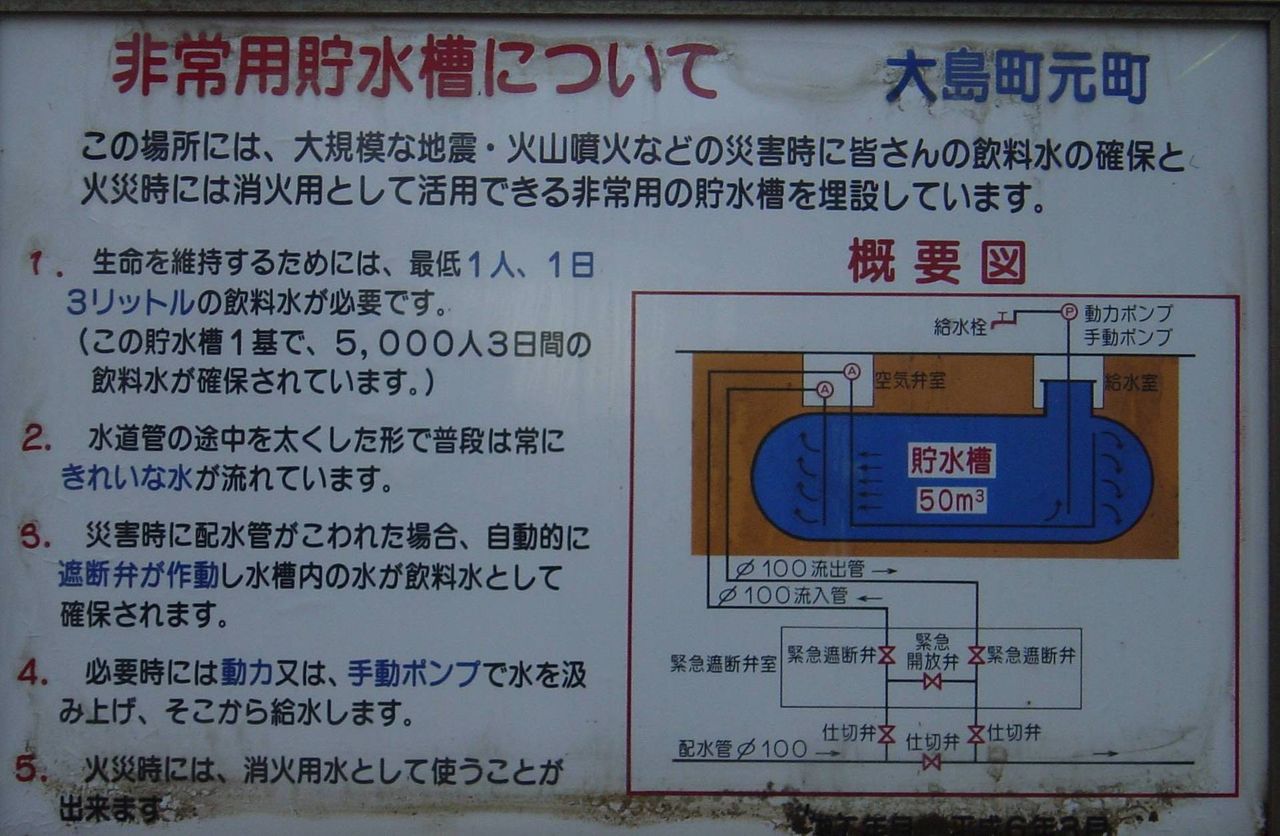 非常用貯水槽について
大島町元町
この場所には、大規模な地震・火山噴火などの災害時に皆さんの飲料水の確保と
火災時には消火用として活用できる非常用の貯水槽を埋設しています。
1. 生命を維持するためには、最低1人、1日
3リットルの飲料水が必要です。
(この貯水槽1基で、5,000人3日間の
飲料水が確保されています。)
2. 水道管の途中を太くした形で普段は常に
きれいな水が流れています。
3. 災害時に配水管がこわれた場合、自動的に
遮断弁が作動し水槽内の水が飲料水として
確保されます。
4. 必要時には動力又は、手動ポンプで水を汲
み上げ、そこから給水します。
5. 火災時には、消火用水として使うことが
出来ます
概要図
給水栓
P
動力ポンプ
手動ポンプ
A
A
空気弁室
給水室
貯水槽
50m³
φ100流出管 →
φ100流入管 ←
緊急遮断弁室
緊急遮断弁
緊急
開放弁
緊急遮断弁
仕切弁
仕切弁
仕切弁
配水管φ100 →